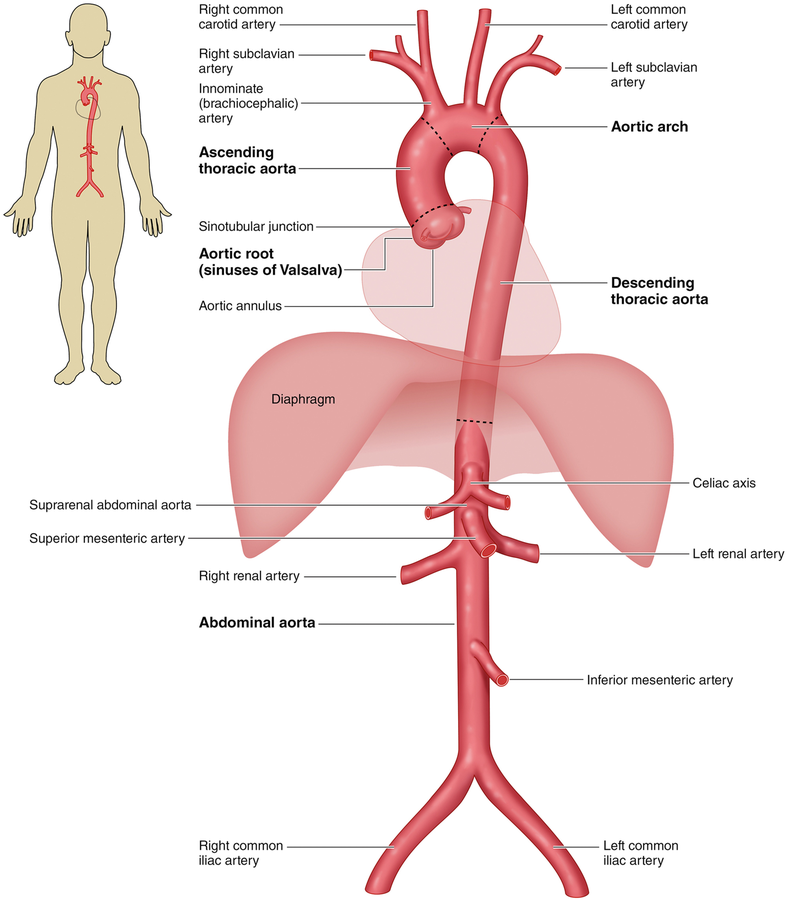 Right common
carotid artery
Left common
carotid artery
Right subclavian
artery
Left subclavian
artery
Innominate
(brachiocephalic)
artery
Aortic arch
Ascending
thoracic aorta
Sinotubular junction
Aortic root
(sinuses of Valsalva)
Descending
thoracic aorta
Aortic annulus
Diaphragm
Celiac axis
Suprarenal abdominal aorta
Superior mesenteric artery
Left renal artery
Right renal artery
Abdominal aorta
Inferior mesenteric artery
Right common
iliac artery
Left common
iliac artery